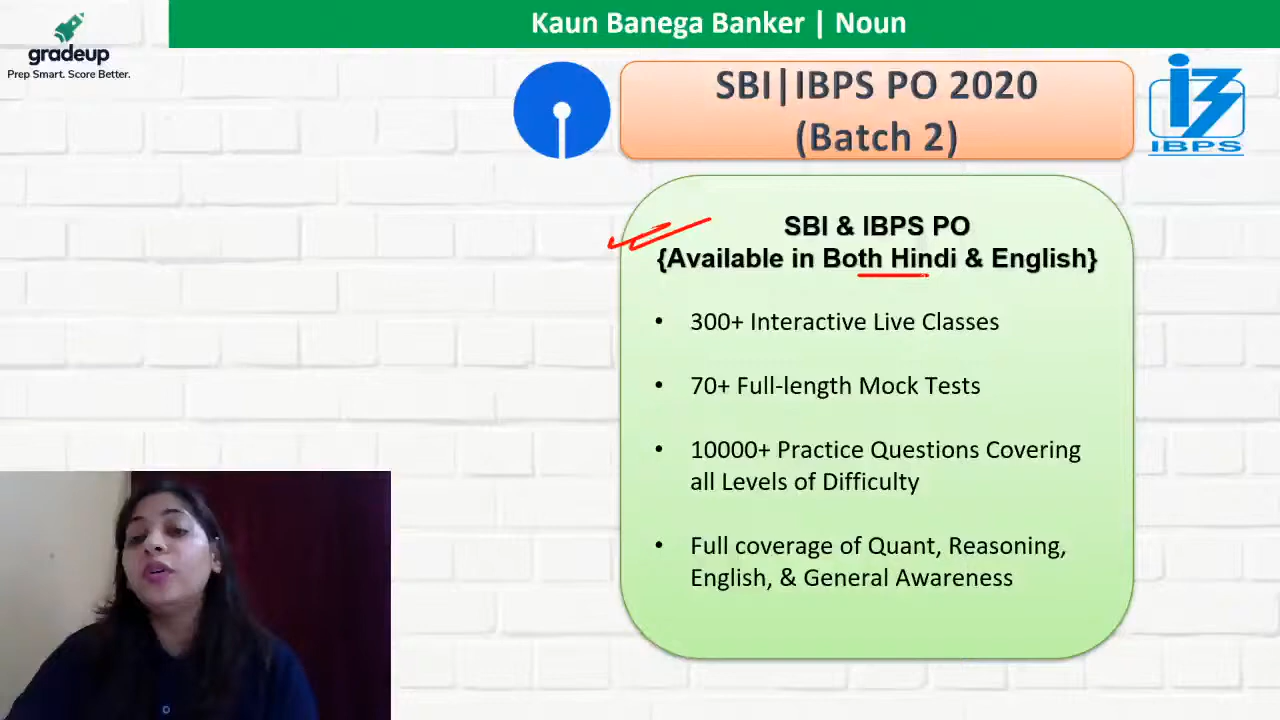 Kaun Banega Banker | Noun
gradeup
Prep Smart. Score Better.
SBI|IBPS PO 2020
(Batch 2)
IBPS
SBI & IBPS PO
{Available in Both Hindi & English}
• 300+ Interactive Live Classes
• 70+ Full-length Mock Tests
• 10000+ Practice Questions Covering
all Levels of Difficulty
• Full coverage of Quant, Reasoning,
English, & General Awareness